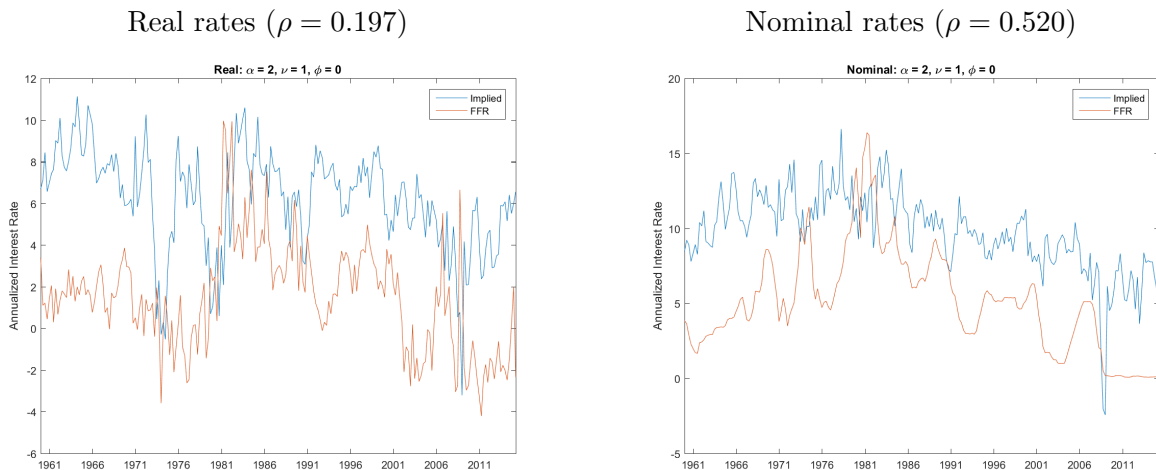 Real rates (ρ = 0.197)
Real: α = 2, ν = 1, ϕ = 0
Annualized Interest Rate
12
10
8
6
4
2
0
-2
-4
-6
1961 1966 1971 1976 1981 1986 1991 1996 2001 2006 2011
Implied
FFR
Nominal rates (ρ = 0.520)
Nominal: α = 2, ν = 1, ϕ = 0
Annualized Interest Rate
20
15
10
5
0
-5
1961 1966 1971 1976 1981 1986 1991 1996 2001 2006 2011
Implied
FFR